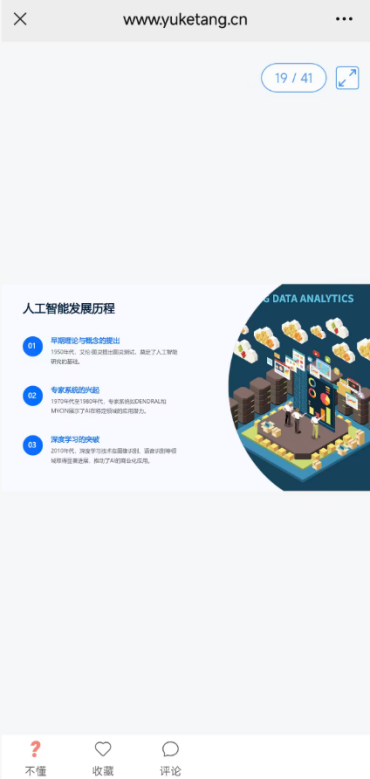 www.yuketang.cn
19 / 41
人工智能发展历程
G DATA ANALYTICS
01
早期理论与概念的提出
1950年代，艾伦·图灵提出图灵测试，奠定了人工智能
研究的基础。
02
专家系统的兴起
1970年代至1980年代，专家系统如DENDRAL和
MYCIN展示了AI在特定领域的应用潜力。
03
深度学习的突破
2010年代，深度学习技术在图像识别、语音识别等领
域取得显著进展，推动了AI的商业化应用。
不懂
收藏
评论